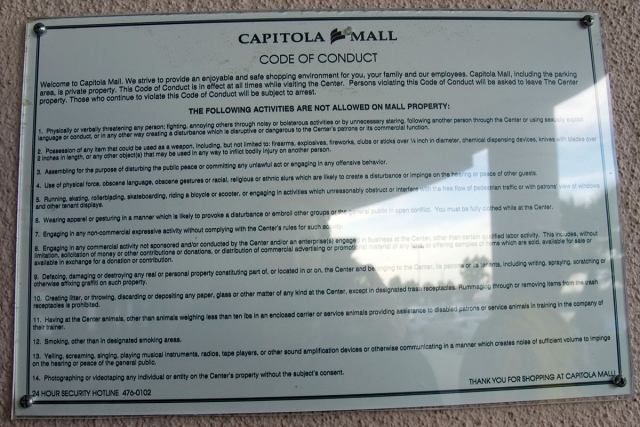 CAPITOLA MALL
CODE OF CONDUCT
Welcome to Capitola Mall. We strive to provide an enjoyable and safe shopping environment for you, your family and our employees. Capitola Mall, including the parking
area, is private property. This Code of Conduct is in effect at all times while visiting the Center. Persons violating this Code of Conduct will be asked to leave The Center
property. Those who continue to violate this Code of Conduct will be subject to arrest.
THE FOLLOWING ACTIVITIES ARE NOT ALLOWED ON MALL PROPERTY:
1. Physically or verbally threatening any person; fighting, annoying others through noisy or boisterous activities or by unnecessary staring, following another person through the Center or using sexually explicit
language or conduct, or in any other way creating a disturbance which is disruptive or dangerous to the Center's patrons or its commercial function.
2. Possession of any item that could be used as a weapon, including, but not limited to: firearms, explosives, fireworks, clubs or sticks over ¼ inch in diameter, chemical dispensing devices, knives with blades over
2 inches in length, or any other object(s) that may be used in any way to inflict bodily injury on another person.
3. Assembling for the purpose of disturbing the public peace or committing any unlawful act or engaging in any offensive behavior.
4. Use of physical force, obscene language, obscene gestures or racial, religious or ethnic slurs which are likely to create a disturbance or impinge on the hearing or peace of other guests.
5. Running, skating, rollerblading, skateboarding, riding a bicycle or scooter, or engaging in activities which unreasonably obstruct or interfere with the free flow of pedestrian traffic or with patrons' view of windows
and other tenant displays.
6. Wearing apparel or gesturing in a manner which is likely to provoke a disturbance or embroil other groups or the general public in open conflict. You must be fully clothed while at the Center.
7. Engaging in any non-commercial expressive activity without complying with the Center's rules for such activity.
8. Engaging in any commercial activity not sponsored and/or conducted by the Center and/or an enterprise(s) engaged in business at the Center, other than certain qualified labor activity. This includes, without
limitation, solicitation of money or other contributions or donations, or distribution of commercial advertising or promotional material of any kind, or offering samples of items which are sold, available for sale or
available in exchange for a donation or contribution.
9. Defacing, damaging or destroying any real or personal property constituting part of, or located in or on, the Center and belonging to the Center, its patrons or its tenants, including writing, spraying, scratching or
otherwise affixing graffiti on such property.
10. Creating litter, or throwing, discarding or depositing any paper, glass or other matter of any kind at the Center, except in designated trash receptacles. Rummaging through or removing items from the trash
receptacles is prohibited.
11. Having at the Center animals, other than animals weighing less than ten lbs in an enclosed carrier or service animals providing assistance to disabled patrons or service animals in training in the company of
their trainer.
12. Smoking, other than in designated smoking areas.
13. Yelling, screaming, singing, playing musical instruments, radios, tape players, or other sound amplification devices or otherwise communicating in a manner which creates noise of sufficient volume to impinge
on the hearing or peace of the general public.
14. Photographing or videotaping any individual or entity on the Center's property without the subject's consent.
24 HOUR SECURITY HOTLINE 476-0102
THANK YOU FOR SHOPPING AT CAPITOLA MALL!